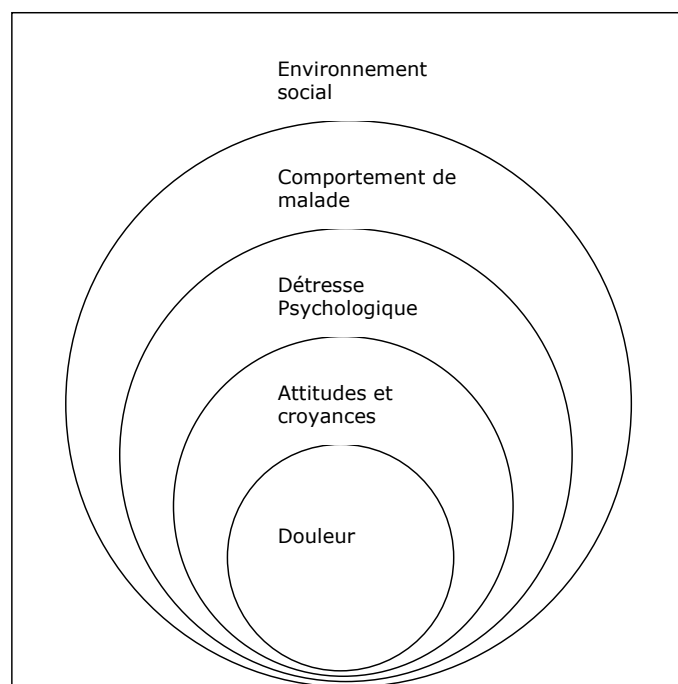 Environnement
social
Comportement de
malade
Détresse
Psychologique
Attitudes et
croyances
Douleur